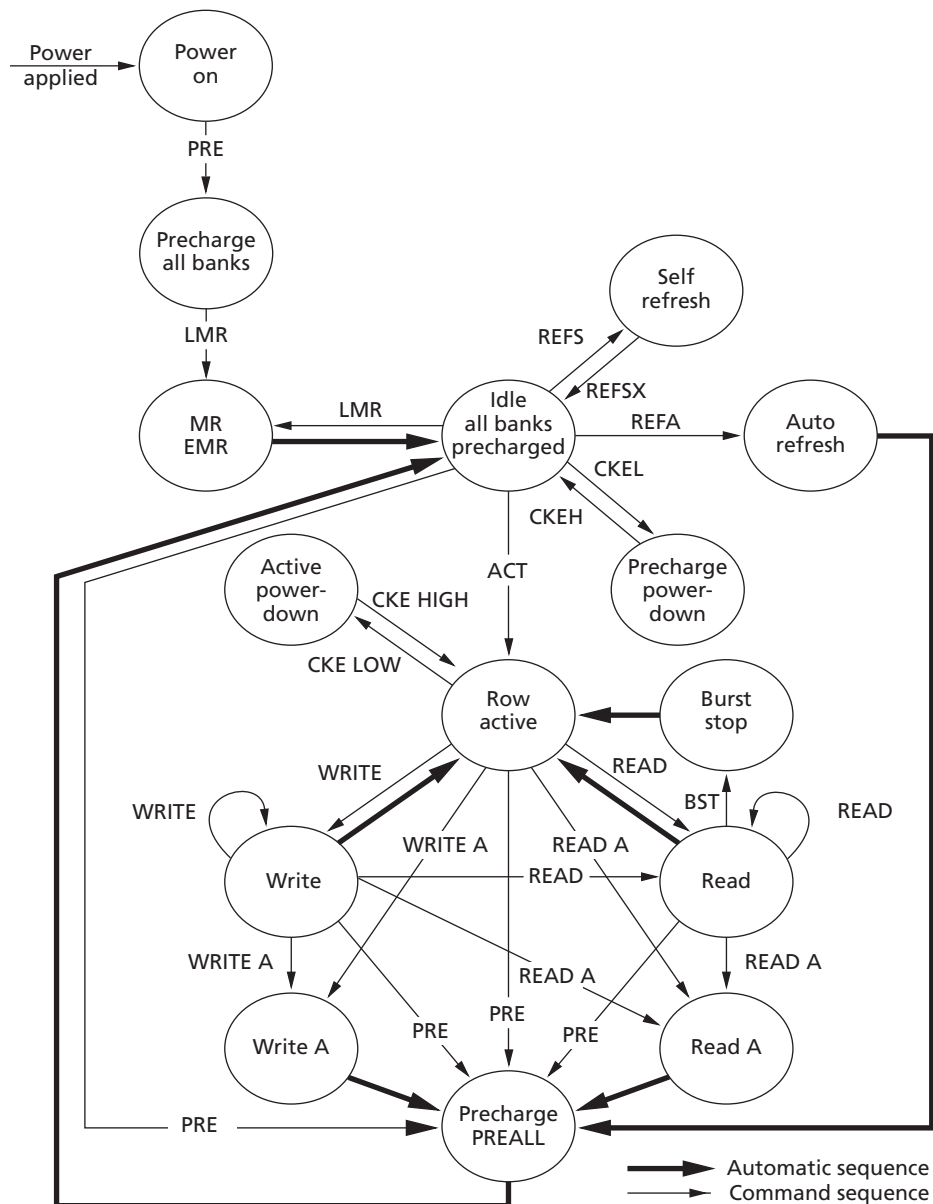 Power
applied
Power
on
PRE
Precharge
all banks
LMR
Self
refresh
REFS
REFSX
MR
EMR
LMR
Idle
all banks
precharged
REFA
Auto
refresh
CKEL
CKEH
Active
power-
down
CKE HIGH
CKE LOW
ACT
Precharge
power-
down
Row
active
Burst
stop
WRITE
READ
BST
WRITE
READ
WRITE A
READ A
Write
READ
Read
WRITE A
READ A
READ A
PRE
PRE
PRE
Write A
Read A
Precharge
PREALL
PRE
Automatic sequence
Command sequence